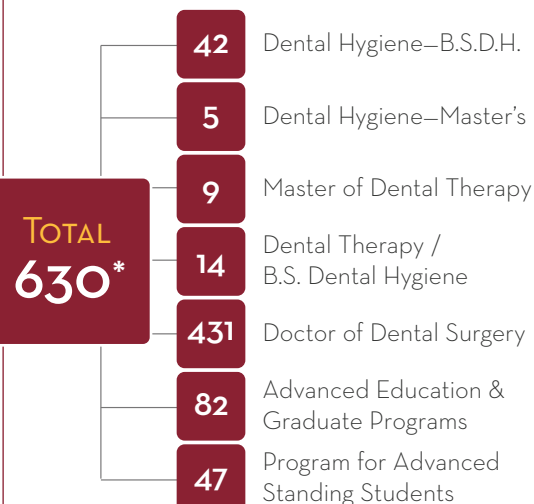 42 Dental Hygiene–B.S.D.H.
5 Dental Hygiene–Master's
9 Master of Dental Therapy
Total
630*
14 Dental Therapy /
B.S. Dental Hygiene
431 Doctor of Dental Surgery
82 Advanced Education &
Graduate Programs
47 Program for Advanced
Standing Students